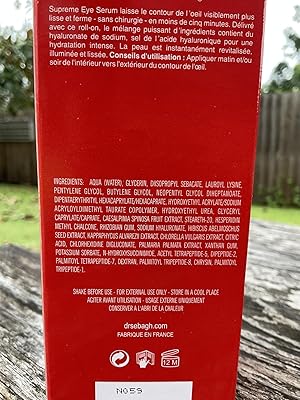 Supreme Eye Serum laisse le contour de l'œil visiblement plus
lisse et ferme - sans chirurgie - en moins de cinq minutes. Délivré
avec ce roll-on, le mélange puissant d'ingrédients contient du
hyaluronate de sodium, sel de l'acide hyaluronique pour une
hydratation intense. La peau est instantanément revitalisée,
illuminée et lissée. Conseils d'utilisation : Appliquer matin et/ou
soir de l'intérieur vers l'extérieur du contour de l'œil.
INGREDIENTS: AQUA (WATER), GLYCERIN, DIISOPROPYL SEBACATE, LAUROYL LYSINE,
PENTYLENE GLYCOL, BUTYLENE GLYCOL, NEOPENTYL GLYCOL DIHEPTANOATE,
DIPENTAERYTHRITYL HEXACAPRYLATE/HEXACAPRATE, HYDROXYETHYL ACRYLATE/SODIUM
ACRYLOYLDIMETHYL TAURATE COPOLYMER, HYDROXYETHYL UREA, GLYCERYL
CAPRYLATE/CAPRATE, CAESALPINIA SPINOSA FRUIT EXTRACT, STEARETH-20, HESPERIDIN
METHYL CHALCONE, RHIZOBIAN GUM, SODIUM HYALURONATE, HIBISCUS ABELMOSCHUS
SEED EXTRACT, KAPPAPHYCUS ALVAREZII EXTRACT, CHLORELLA VULGARIS EXTRACT, CITRIC
ACID, CHLORHEXIDINE DIGLUCONATE, PALMARIA PALMATA EXTRACT, XANTHAN GUM,
POTASSIUM SORBATE, N-HYDROXYSUCCINIMIDE, ACETYL TETRAPEPTIDE-5, DIPEPTIDE-2,
PALMITOYL TETRAPEPTIDE-7, DEXTRAN, PALMITOYL TRIPEPTIDE-8, CHRYSIN, PALMITOYL
TRIPEPTIDE-1.
SHAKE BEFORE USE - FOR EXTERNAL USE ONLY - STORE IN A COOL PLACE
AGITER AVANT UTILISATION - USAGE EXTERNE UNIQUEMENT
CONSERVER A L'ABRI DE LA CHALEUR
drsebagh.com
FABRIQUE EN FRANCE
12 M
N059